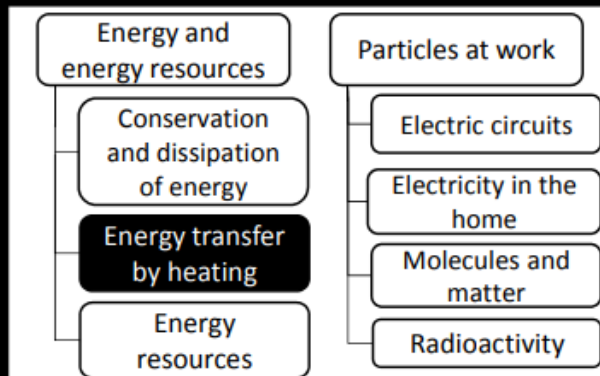 Energy and
energy resources
Conservation
and dissipation
of energy
Energy transfer
by heating
Energy
resources
Particles at work
Electric circuits
Electricity in the
home
Molecules and
matter
Radioactivity